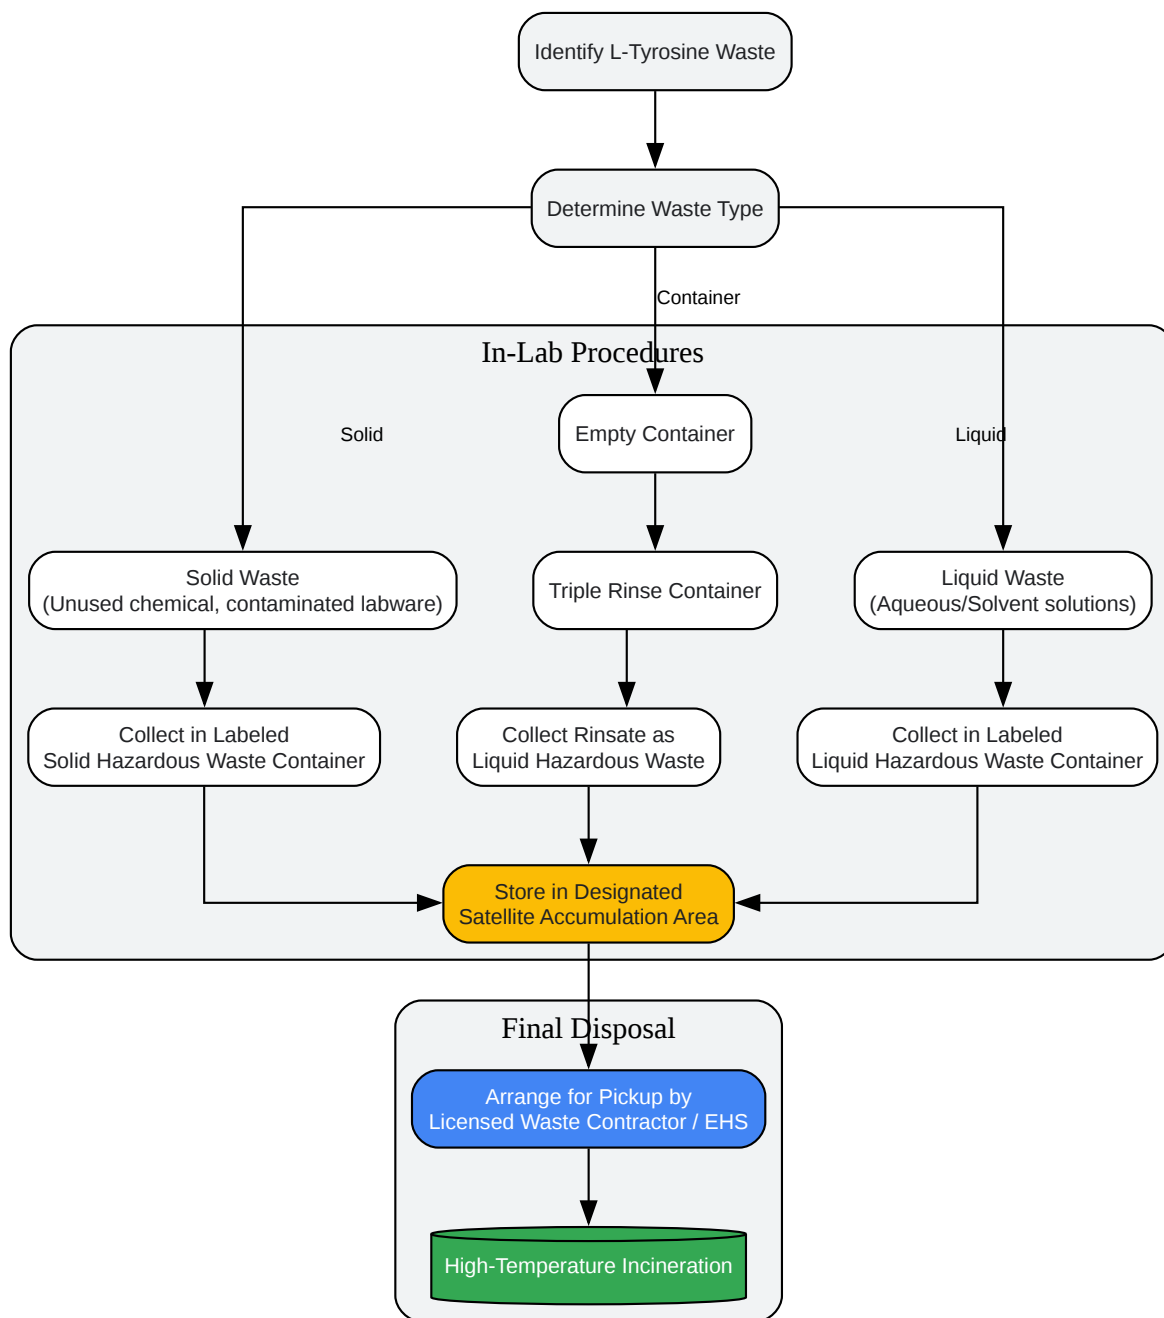 Identify L-Tyrosine Waste
Determine Waste Type
Container
In-Lab Procedures
Solid
Empty Container
Liquid
Solid Waste
(Unused chemical, contaminated labware)
Triple Rinse Container
Liquid Waste
(Aqueous/Solvent solutions)
Collect in Labeled
Solid Hazardous Waste Container
Collect Rinsate as
Liquid Hazardous Waste
Collect in Labeled
Liquid Hazardous Waste Container
Store in Designated
Satellite Accumulation Area
Final Disposal
Arrange for Pickup by
Licensed Waste Contractor / EHS
High-Temperature Incineration